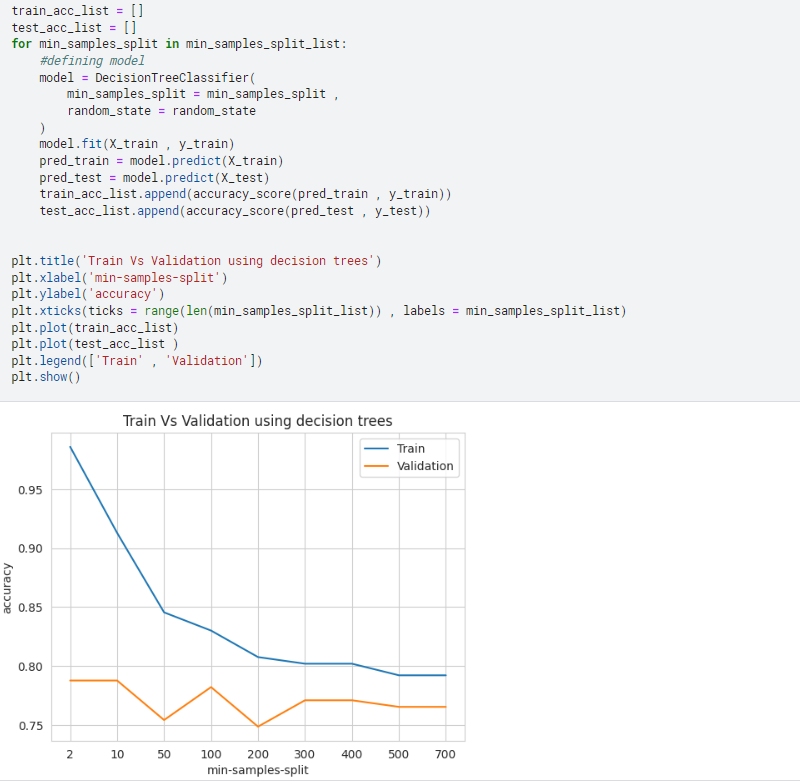 train_acc_list = []
test_acc_list = []
for min_samples_split in min_samples_split_list:
    #defining model
    model = DecisionTreeClassifier(
        min_samples_split = min_samples_split ,
        random_state = random_state
    )
    model.fit(X_train , y_train)
    pred_train = model.predict(X_train)
    pred_test = model.predict(X_test)
    train_acc_list.append(accuracy_score(pred_train , y_train))
    test_acc_list.append(accuracy_score(pred_test , y_test))
plt.title('Train Vs Validation using decision trees')
plt.xlabel('min-samples-split')
plt.ylabel('accuracy')
plt.xticks(ticks = range(len(min_samples_split_list)) , labels = min_samples_split_list)
plt.plot(train_acc_list)
plt.plot(test_acc_list )
plt.legend(['Train' , 'Validation'])
plt.show()
Train Vs Validation using decision trees
Train
Validation
0.95
0.90
0.85
0.80
0.75
accuracy
2 10 50 100 200 300 400 500 700
min-samples-split